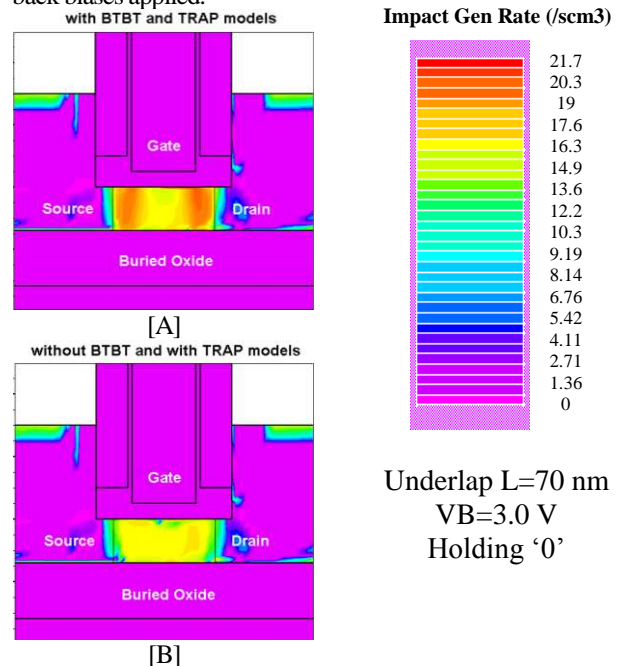 back biases applied.
with BTBT and TRAP models
Gate
Source
Drain
Buried Oxide
[A]
without BTBT and with TRAP models
Gate
Source
Drain
Buried Oxide
[B]
Impact Gen Rate (/scm3)
21.7
20.3
19
17.6
16.3
14.9
13.6
12.2
10.3
9.19
8.14
6.76
5.42
4.11
2.71
1.36
0
Underlap L=70 nm
VB=3.0 V
Holding ‘0’